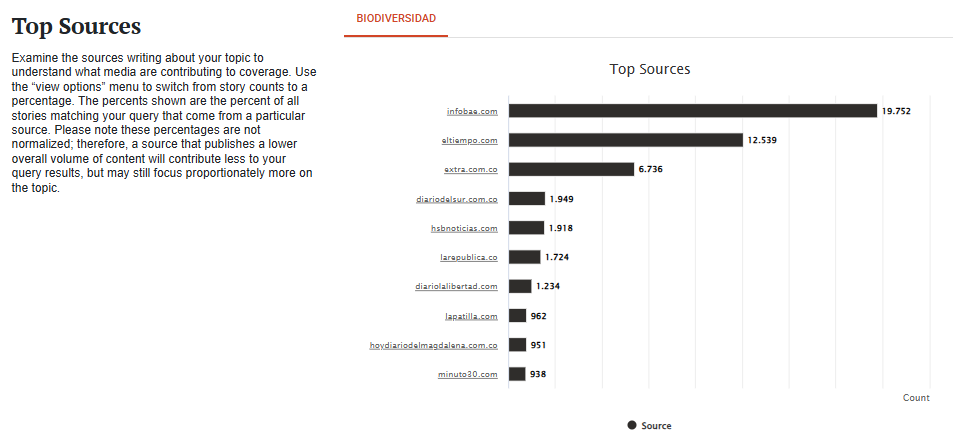 Top Sources
Examine the sources writing about your topic to
understand what media are contributing to coverage. Use
the “view options” menu to switch from story counts to a
percentage. The percents shown are the percent of all
stories matching your query that come from a particular
source. Please note these percentages are not
normalized; therefore, a source that publishes a lower
overall volume of content will contribute less to your
query results, but may still focus proportionately more on
the topic.
BIODIVERSIDAD
Top Sources
infobae.com 19.752
eltiempo.com 12.539
extra.com.co 6.736
diariodelsur.com.co 1.949
hsbnoticias.com 1.918
larepublica.co 1.724
diariolalibertad.com 1.234
lapatilla.com 962
hoydiariodelmagdalena.com.co 951
minuto30.com 938
Count
Source